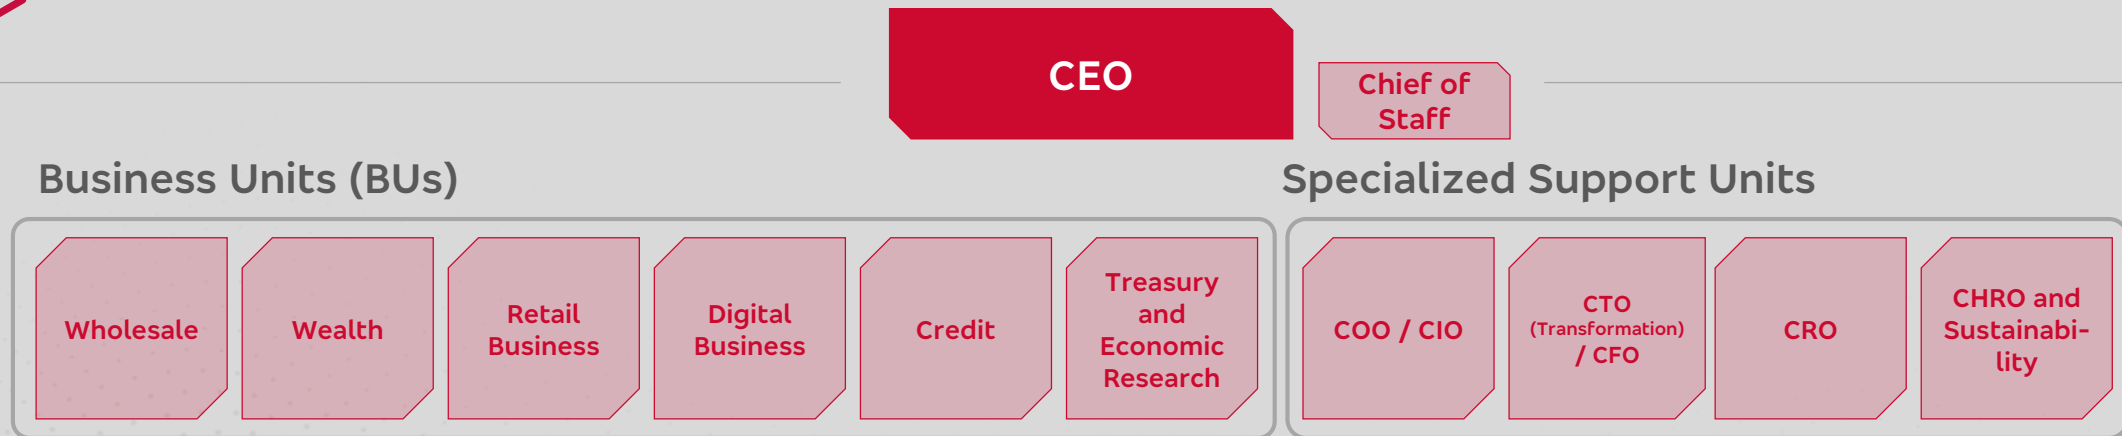 CEO
Chief of
Staff
Business Units (BUs)
Specialized Support Units
Wholesale
Wealth
Retail
Business
Digital
Business
Credit
Treasury
and
Economic
Research
COO / CIO
CTO
(Transformation)
/ CFO
CRO
CHRO and
Sustainabi-
lity